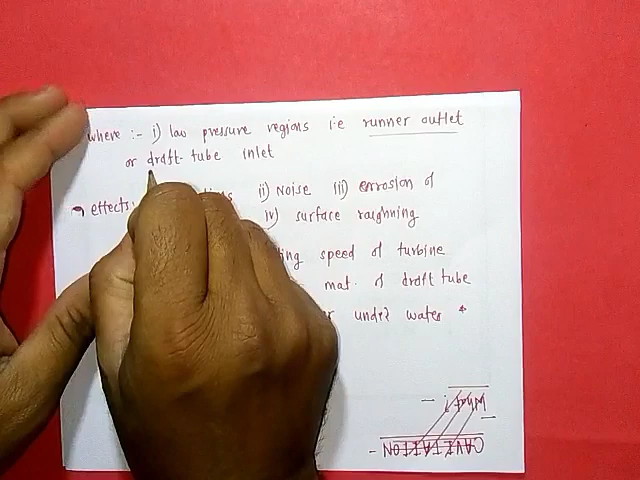 where :- i) low pressure regions i.e runner outlet
or draft-tube inlet
effects: ii) Noise iii) errosion of
iv) surface roughning
speed of turbine
mat. of draft tube
under water *
What? -
CAVITATION -